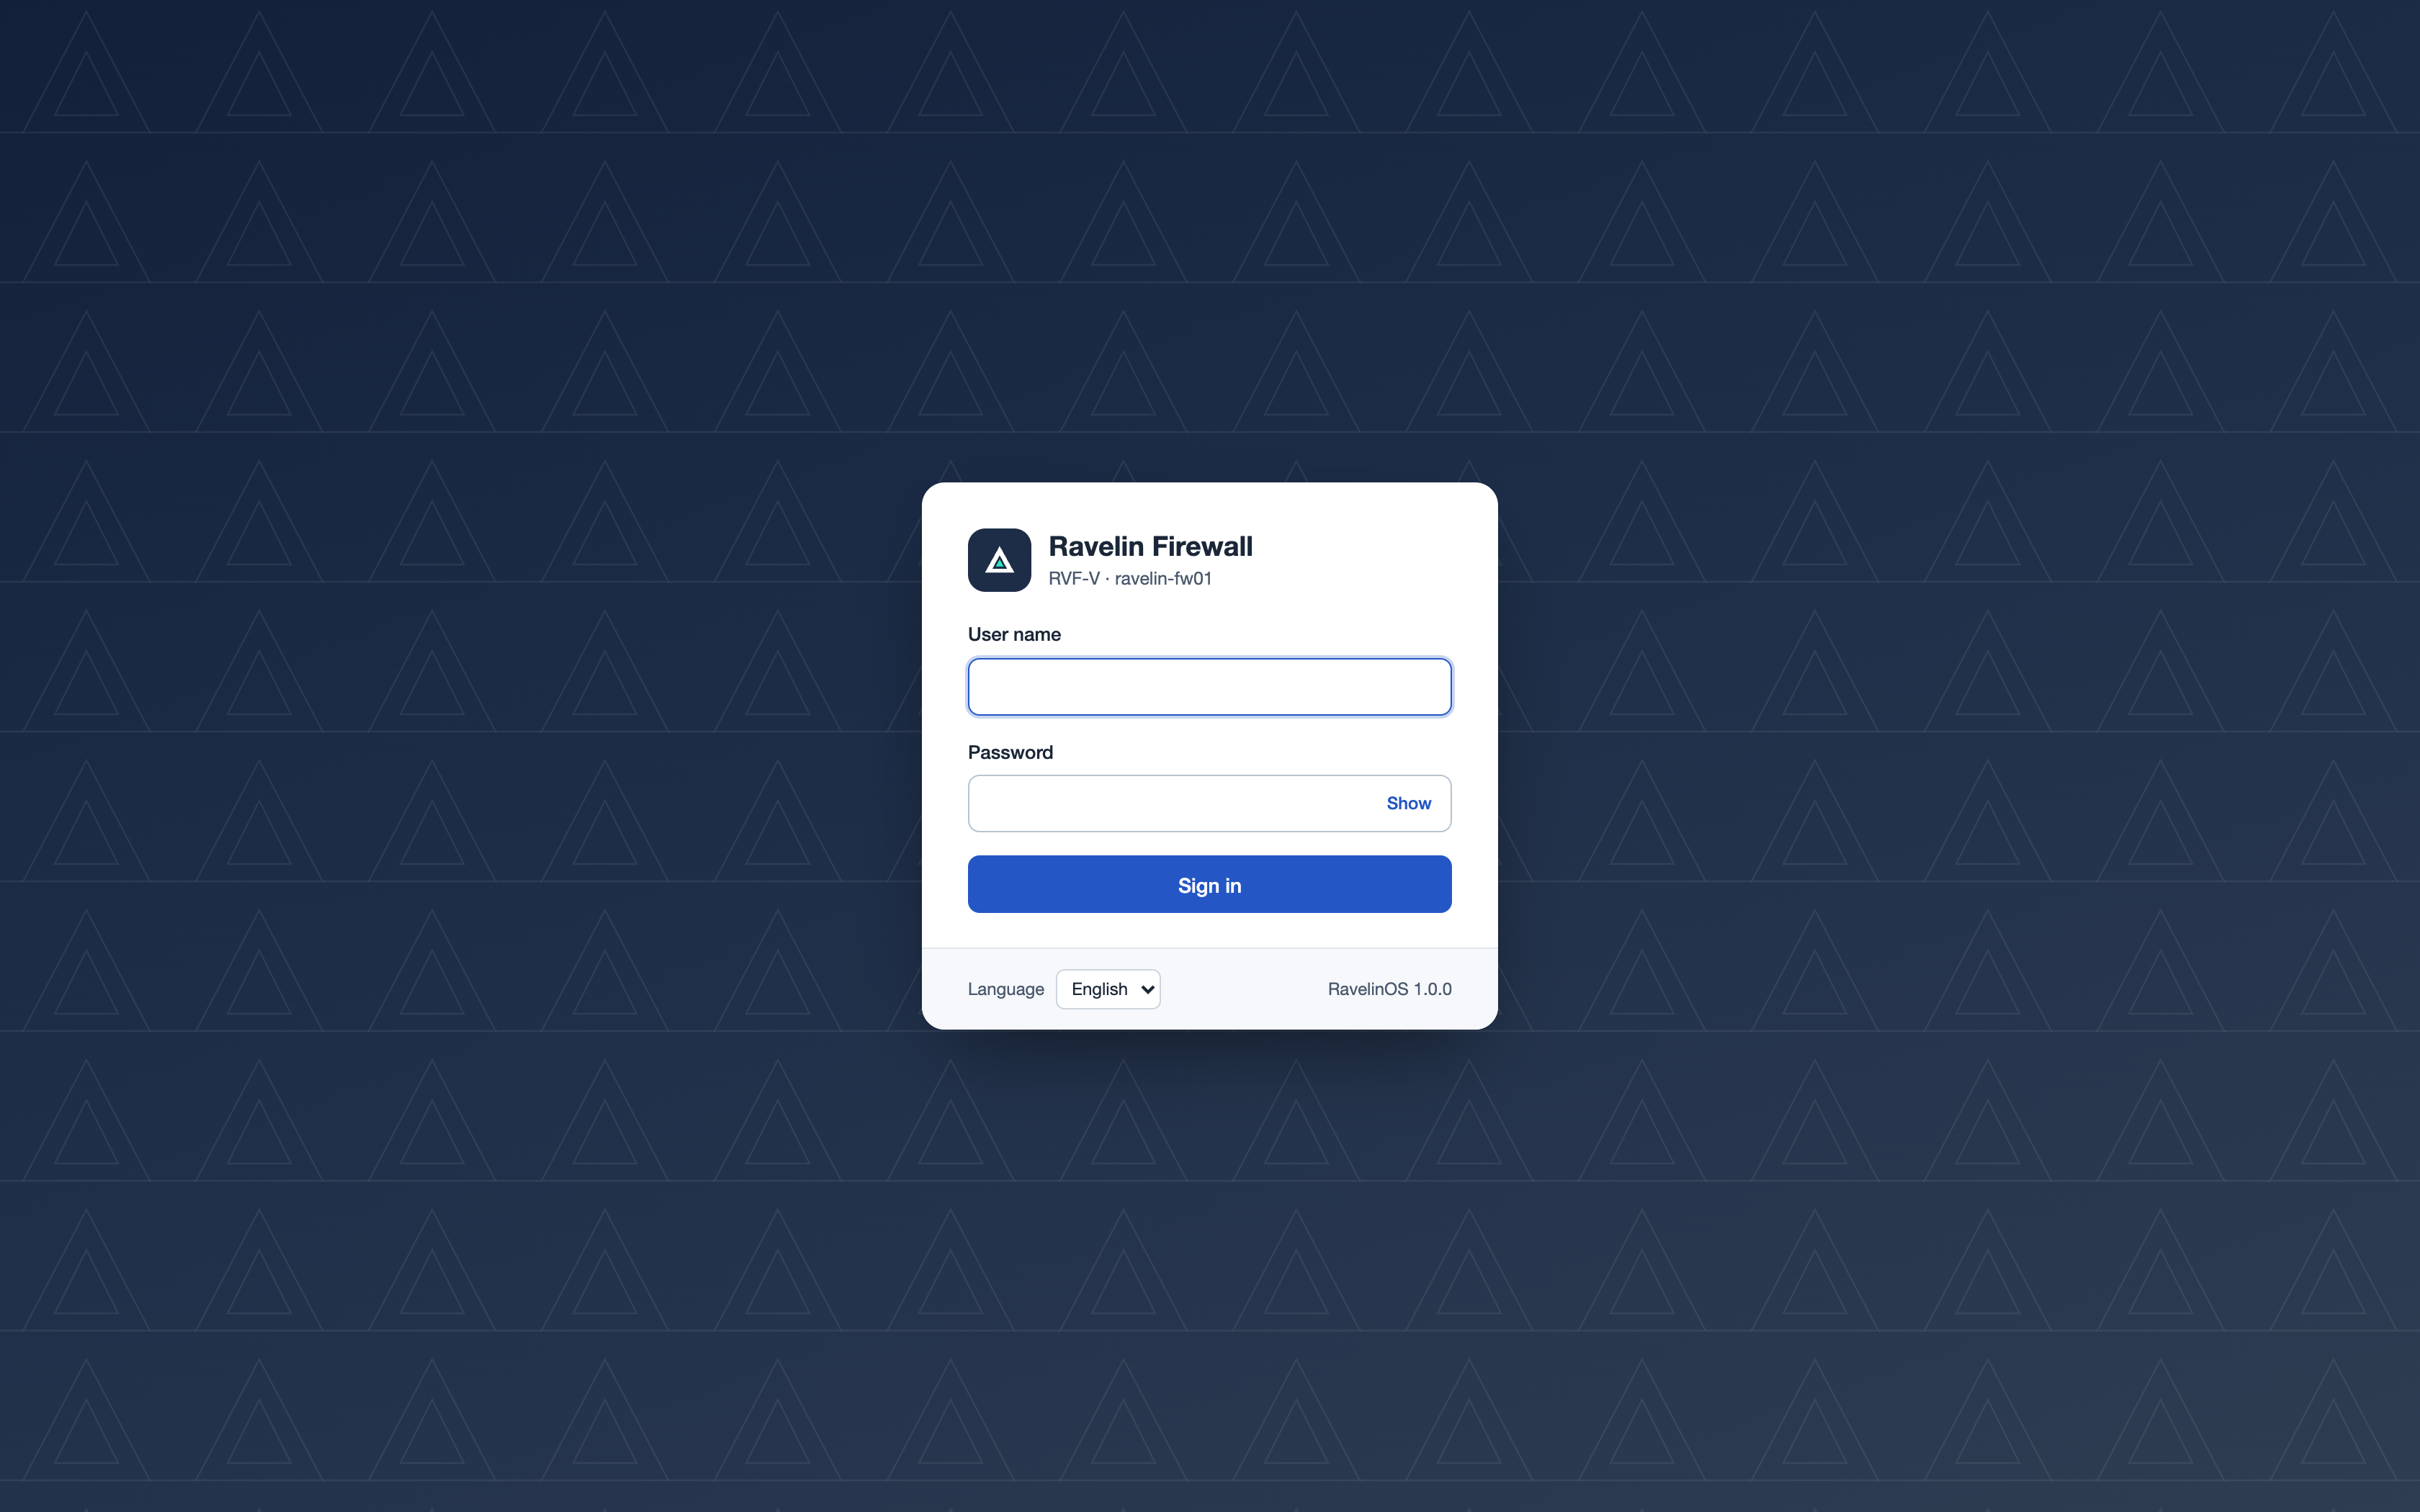 Ravelin Firewall
RVF-V · ravelin-fw01
User name
Password
Show
Sign in
Language English RavelinOS 1.0.0